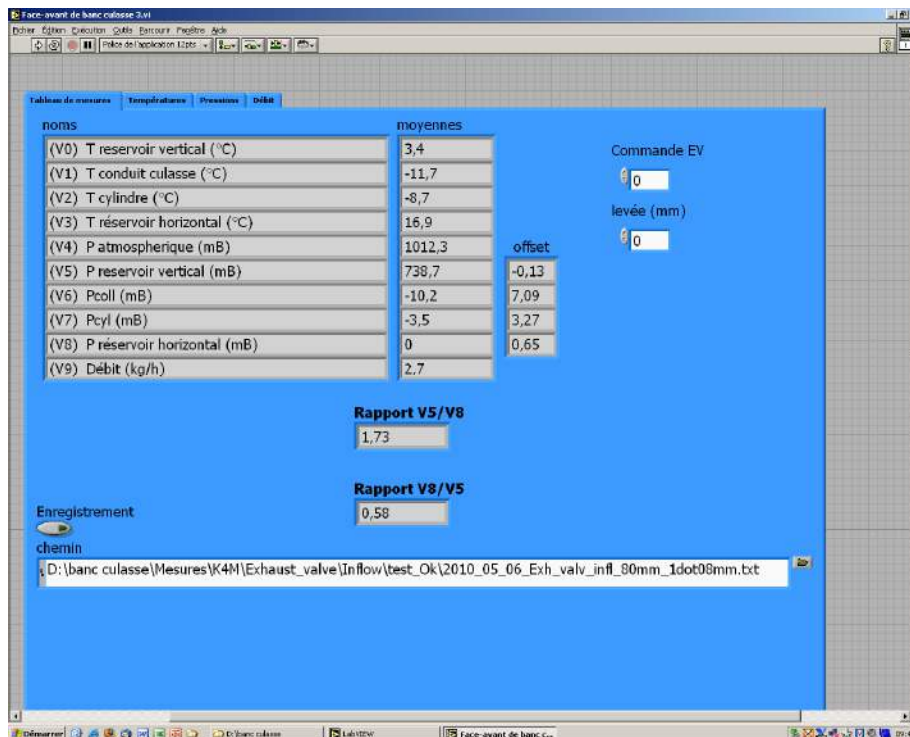 Face-avant de banc culasse 3.vi
Fichier Édition Exécution Outils Parcourir Fenêtre Aide
Police de l'application 12pts
Tableau de mesures Températures Pressions Débit
noms moyennes
(V0) T reservoir vertical (°C) 3,4 Commande EV
(V1) T conduit culasse (°C) -11,7 0
(V2) T cylindre (°C) -8,7 levée (mm)
(V3) T réservoir horizontal (°C) 16,9 0
(V4) P atmospherique (mB) 1012,3 offset
(V5) P reservoir vertical (mB) 738,7 -0,13
(V6) Pcoll (mB) -10,2 7,09
(V7) Pcyl (mB) -3,5 3,27
(V8) P réservoir horizontal (mB) 0 0,65
(V9) Débit (kg/h) 2,7
Rapport V5/V8
1,73
Rapport V8/V5
0,58
Enregistrement
chemin
D:\banc culasse\Mesures\K4M\Exhaust_valve\Inflow\test_Ok\2010_05_06_Exh_valv_infl_80mm_1dot08mm.txt
Démarrer D:\banc culasse LabVIEW Face-avant de banc c...